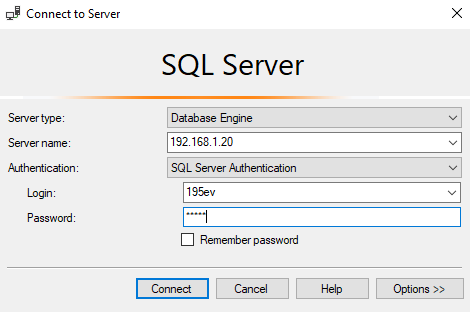 Connect to Server
SQL Server
Server type: Database Engine
Server name: 192.168.1.20
Authentication: SQL Server Authentication
Login: 195ev
Password: *****
Remember password
Connect Cancel Help Options >>